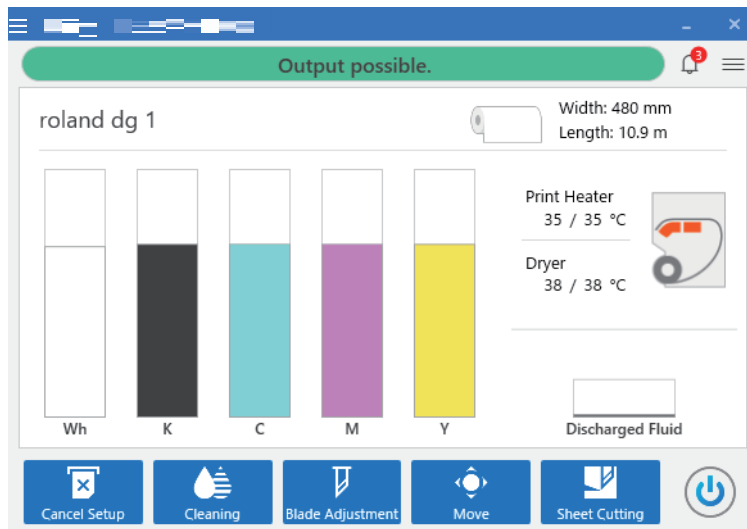 Output possible.
3
roland dg 1
Width: 480 mm
Length: 10.9 m
Print Heater
35 / 35 °C
Dryer
38 / 38 °C
Wh K C M Y
Discharged Fluid
Cancel Setup Cleaning Blade Adjustment Move Sheet Cutting